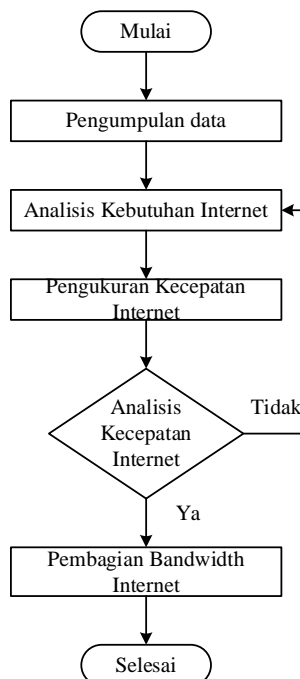 Mulai
Pengumpulan data
Analisis Kebutuhan Internet
Pengukuran Kecepatan
Internet
Analisis
Kecepatan
Internet
Tidak
Ya
Pembagian Bandwidth
Internet
Selesai